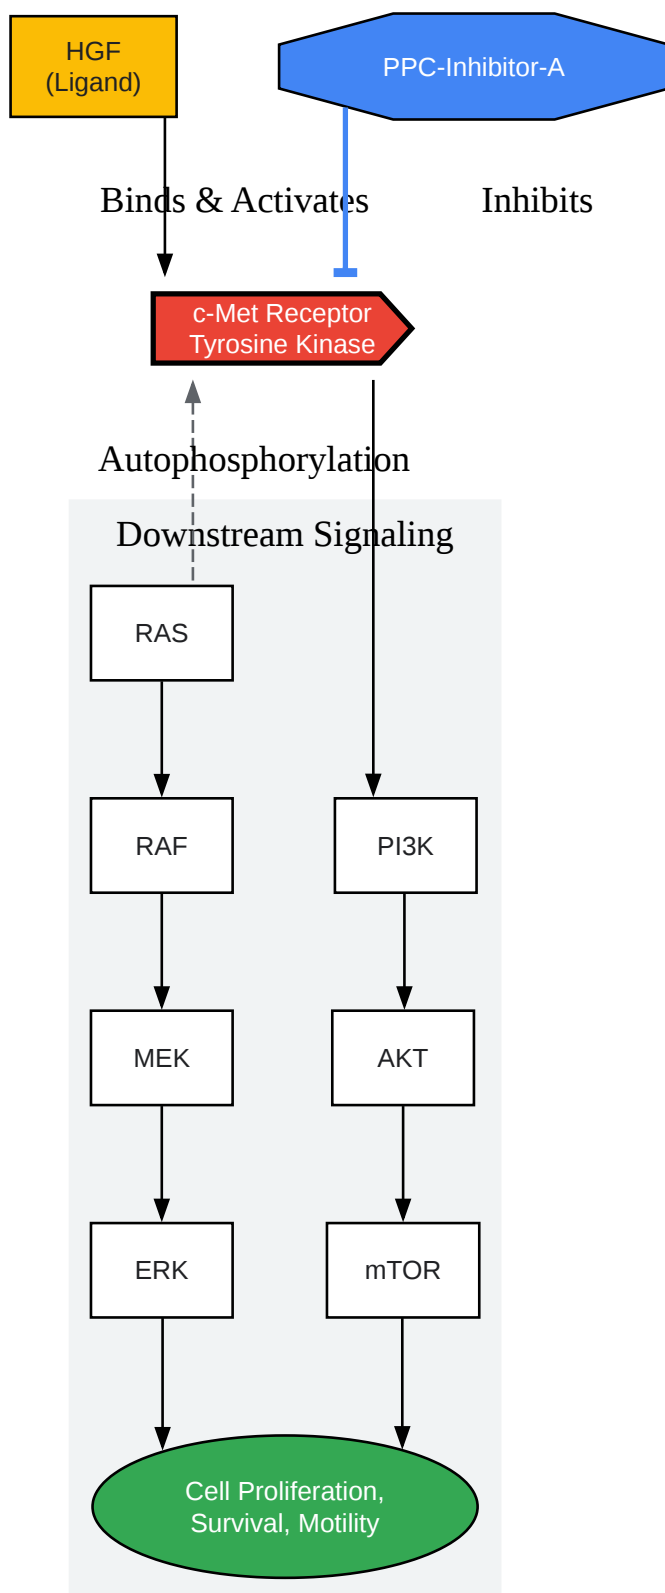 HGF
(Ligand)
PPC-Inhibitor-A
Binds & Activates
Inhibits
c-Met Receptor
Tyrosine Kinase
Autophosphorylation
Downstream Signaling
RAS
RAF
PI3K
MEK
AKT
ERK
mTOR
Cell Proliferation,
Survival, Motility